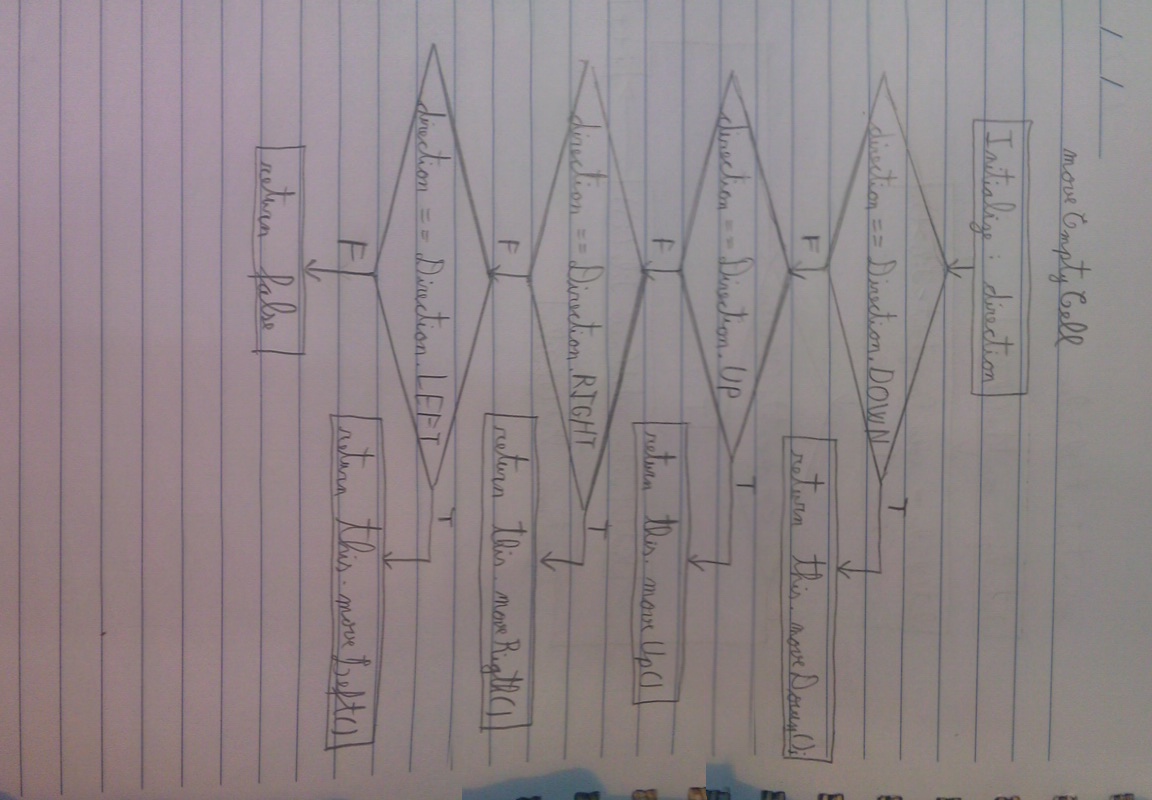 / /
moveEmptyCell
Initialize: direction
direction == Direction.DOWN
T
return this.moveDown();
F
direction == Direction.UP
T
return this.moveUp()
F
direction == Direction.RIGHT
T
return this.moveRigth()
F
direction == Direction.LEFT
T
return this.moveLeft()
F
return false